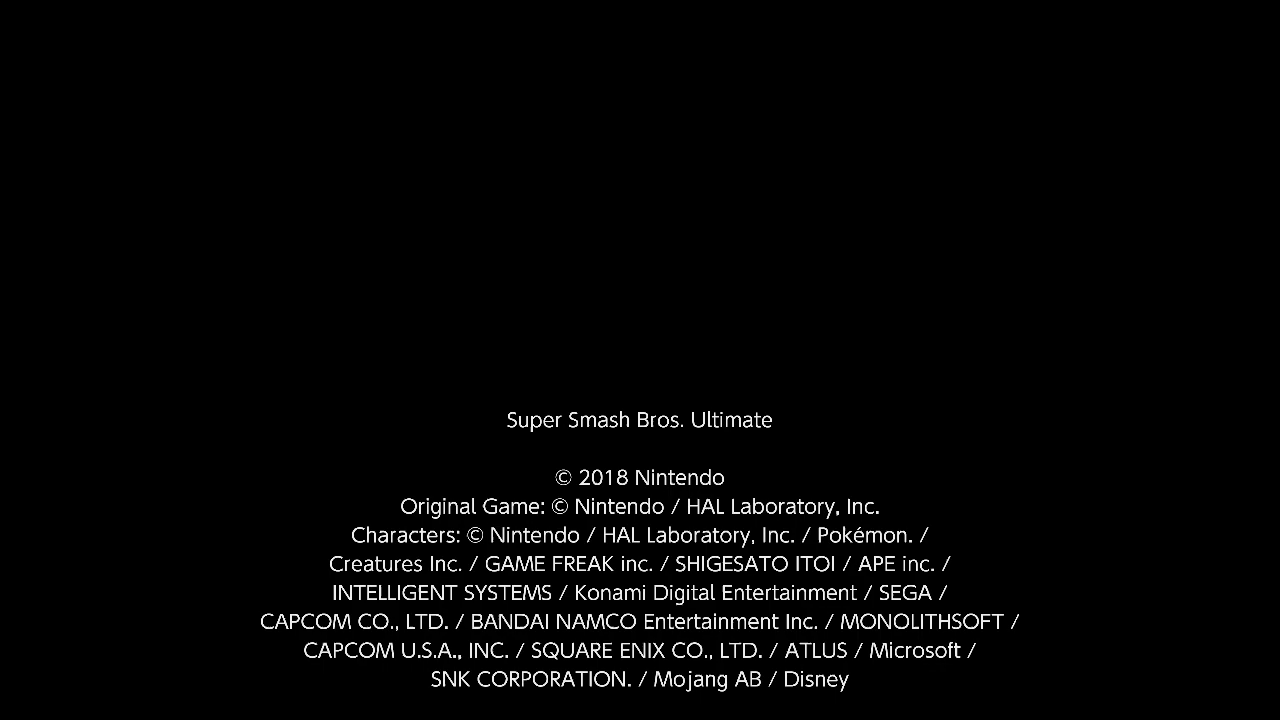 Super Smash Bros. Ultimate
© 2018 Nintendo
Original Game: © Nintendo / HAL Laboratory, Inc.
Characters: © Nintendo / HAL Laboratory, Inc. / Pokémon. /
Creatures Inc. / GAME FREAK inc. / SHIGESATO ITOI / APE inc. /
INTELLIGENT SYSTEMS / Konami Digital Entertainment / SEGA /
CAPCOM CO., LTD. / BANDAI NAMCO Entertainment Inc. / MONOLITHSOFT /
CAPCOM U.S.A., INC. / SQUARE ENIX CO., LTD. / ATLUS / Microsoft /
SNK CORPORATION. / Mojang AB / Disney